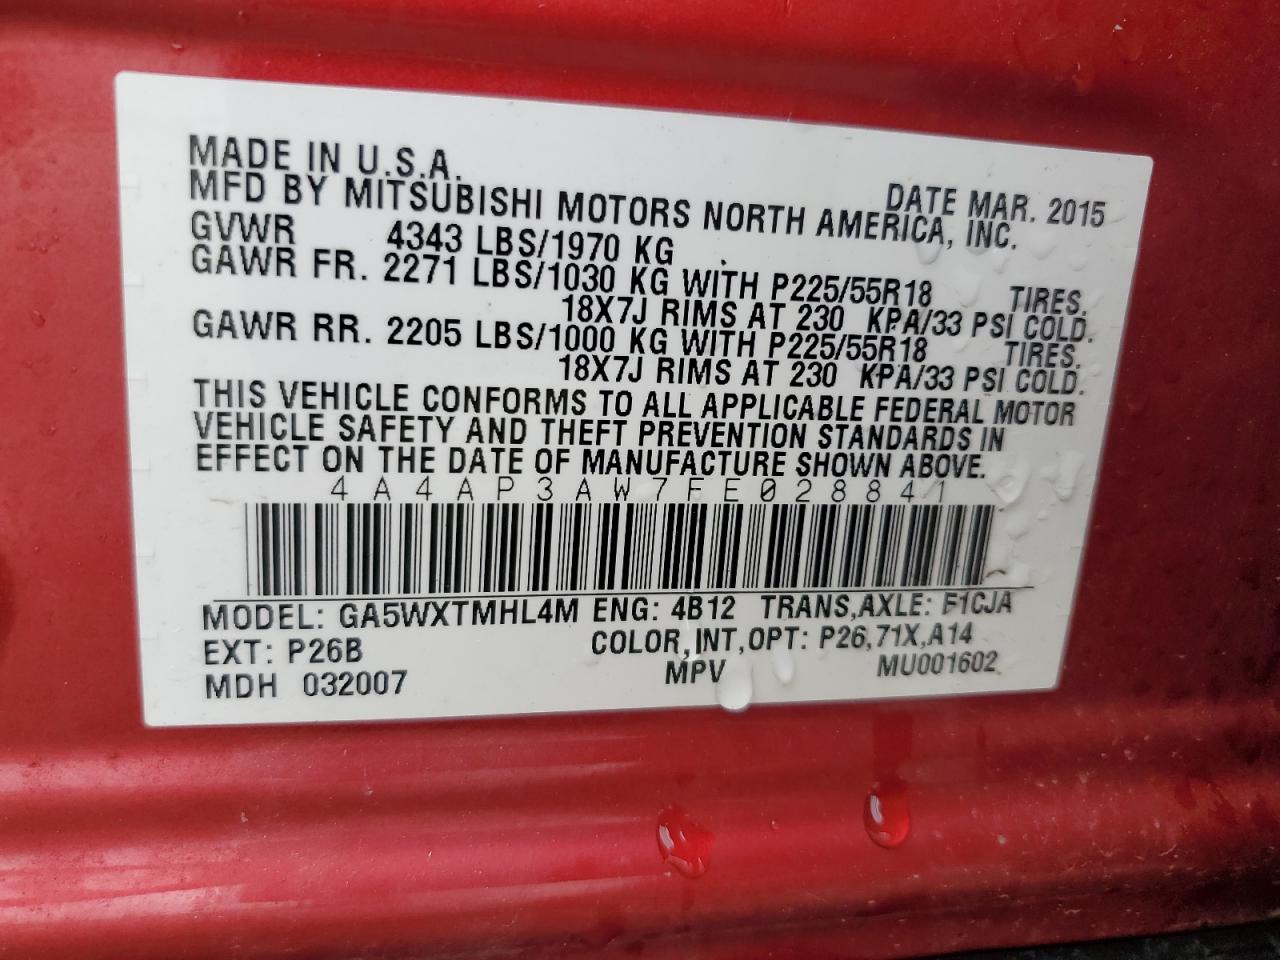 MADE IN U.S.A.
DATE MAR. 2015
MFD BY MITSUBISHI MOTORS NORTH AMERICA, INC.
GVWR 4343 LBS/1970 KG
GAWR FR. 2271 LBS/1030 KG WITH P225/55R18 TIRES.
18X7J RIMS AT 230 KPA/33 PSI COLD.
GAWR RR. 2205 LBS/1000 KG WITH P225/55R18 TIRES.
18X7J RIMS AT 230 KPA/33 PSI COLD.
THIS VEHICLE CONFORMS TO ALL APPLICABLE FEDERAL MOTOR
VEHICLE SAFETY AND THEFT PREVENTION STANDARDS IN
EFFECT ON THE DATE OF MANUFACTURE SHOWN ABOVE.
4A4AP3AW7FE028841
MODEL: GA5WXTMHL4M ENG: 4B12 TRANS,AXLE: F1CJA
EXT: P26B COLOR,INT,OPT: P26,71X,A14
MDH 032007 MPV MU001602